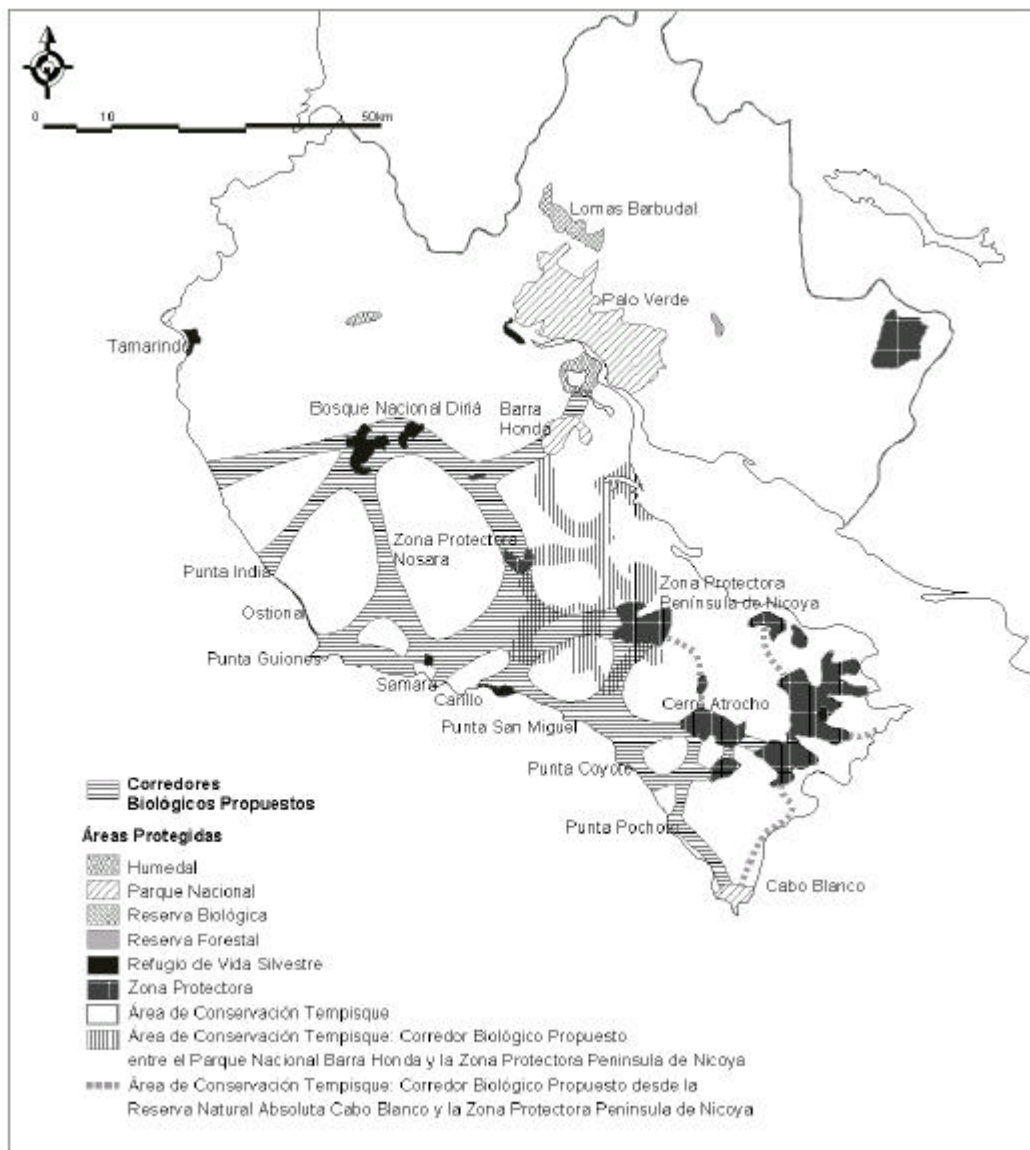 0 10 50km
Lomas Barbudal
Palo Verde
Tamarindo
Bosque Nacional Diriá
Barra
Honda
Zona Protectora
Nosara
Punta India
Zona Protectora
Península de Nicoya
Ostional
Punta Guiones
Samara
Carillo
Cerro Atrocho
Punta San Miguel
Punta Coyote
Punta Pochote
Cabo Blanco
Corredores
Biológicos Propuestos
Áreas Protegidas
Humedal
Parque Nacional
Reserva Biológica
Reserva Forestal
Refugio de Vida Silvestre
Zona Protectora
Área de Conservación Tempisque
Área de Conservación Tempisque: Corredor Biológico Propuesto
entre el Parque Nacional Barra Honda y la Zona Protectora Peninsula de Nicoya
Área de Conservación Tempisque: Corredor Biológico Propuesto desde la
Reserva Natural Absoluta Cabo Blanco y la Zona Protectora Peninsula de Nicoya